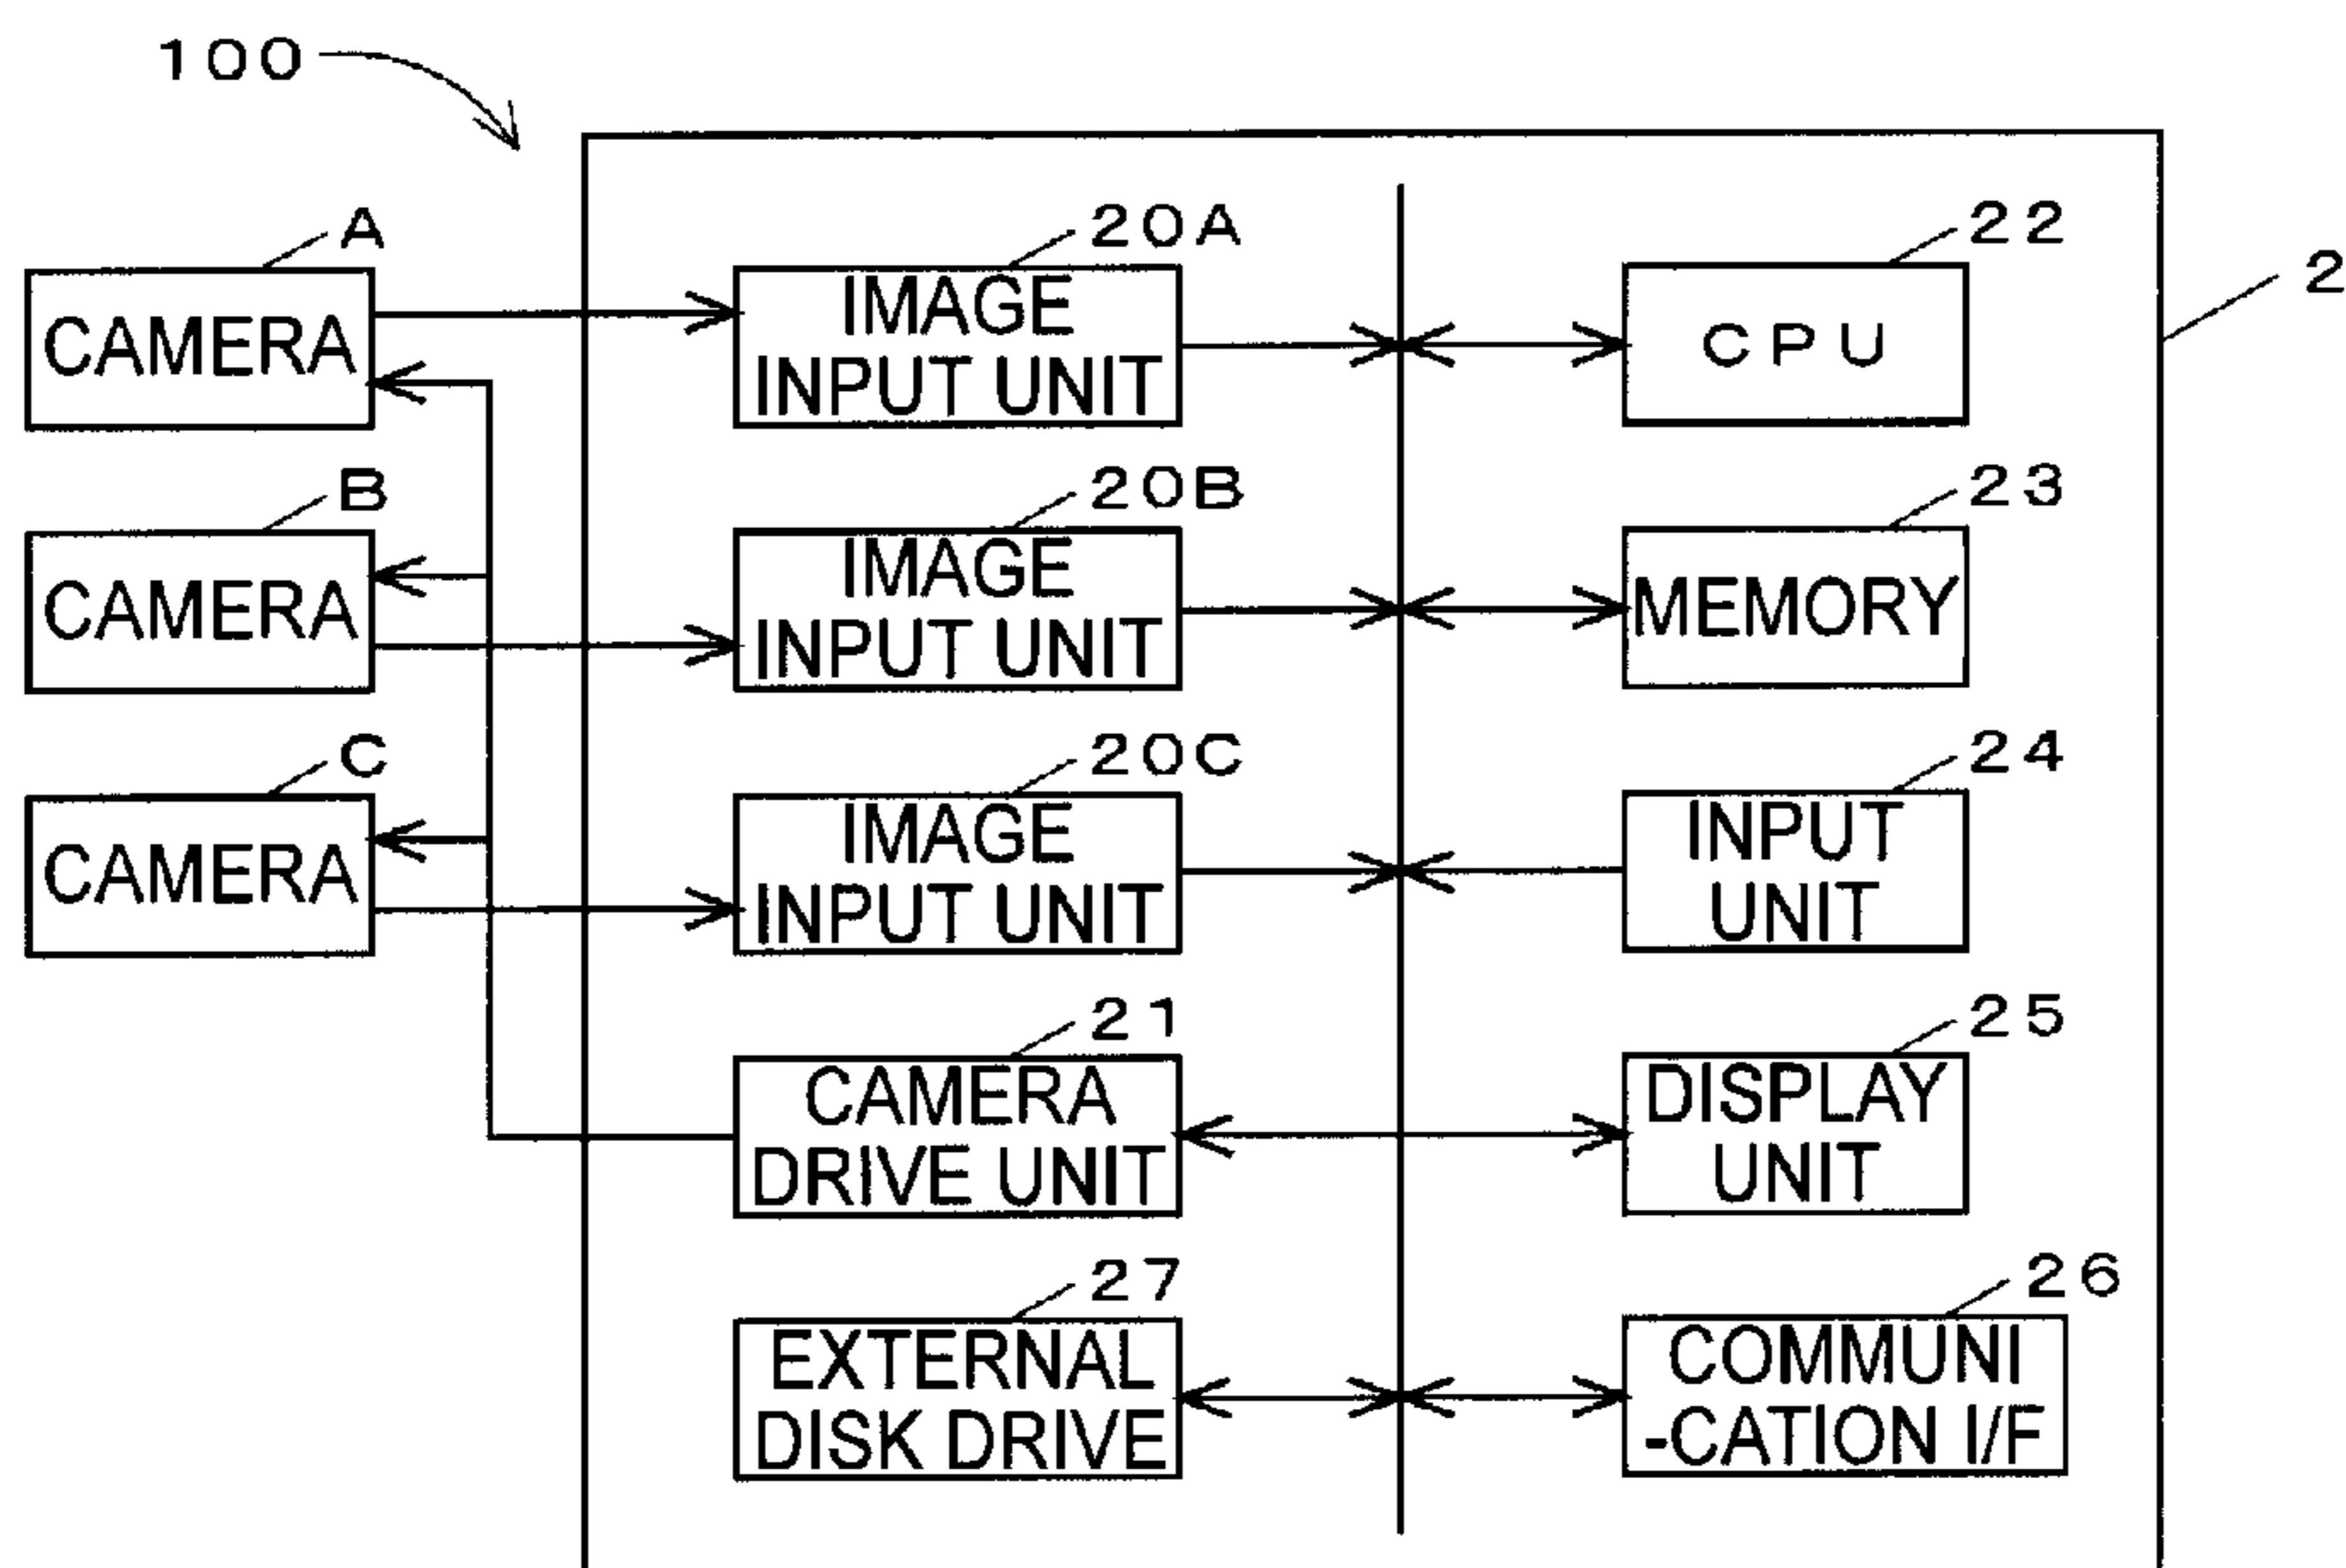 100
A
20A
22
2
CAMERA
IMAGE
INPUT UNIT
CPU
B
20B
23
CAMERA
IMAGE
INPUT UNIT
MEMORY
C
20C
24
CAMERA
IMAGE
INPUT UNIT
INPUT
UNIT
21
25
CAMERA
DRIVE UNIT
DISPLAY
UNIT
27
26
EXTERNAL
DISK DRIVE
COMMUNI
-CATION I/F